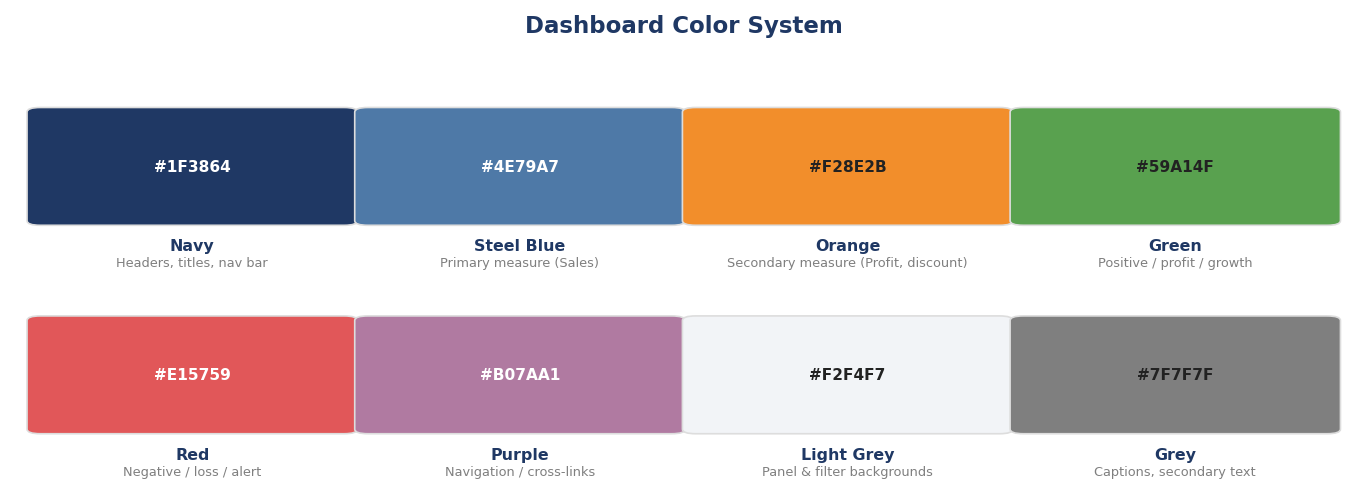 Dashboard Color System
#1F3864
#4E79A7
#F28E2B
#59A14F
Navy
Steel Blue
Orange
Green
Headers, titles, nav bar
Primary measure (Sales)
Secondary measure (Profit, discount)
Positive / profit / growth
#E15759
#B07AA1
#F2F4F7
#7F7F7F
Red
Purple
Light Grey
Grey
Negative / loss / alert
Navigation / cross-links
Panel & filter backgrounds
Captions, secondary text